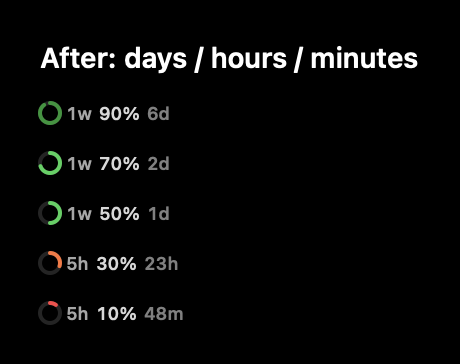 After: days / hours / minutes
1w 90% 6d
1w 70% 2d
1w 50% 1d
5h 30% 23h
5h 10% 48m